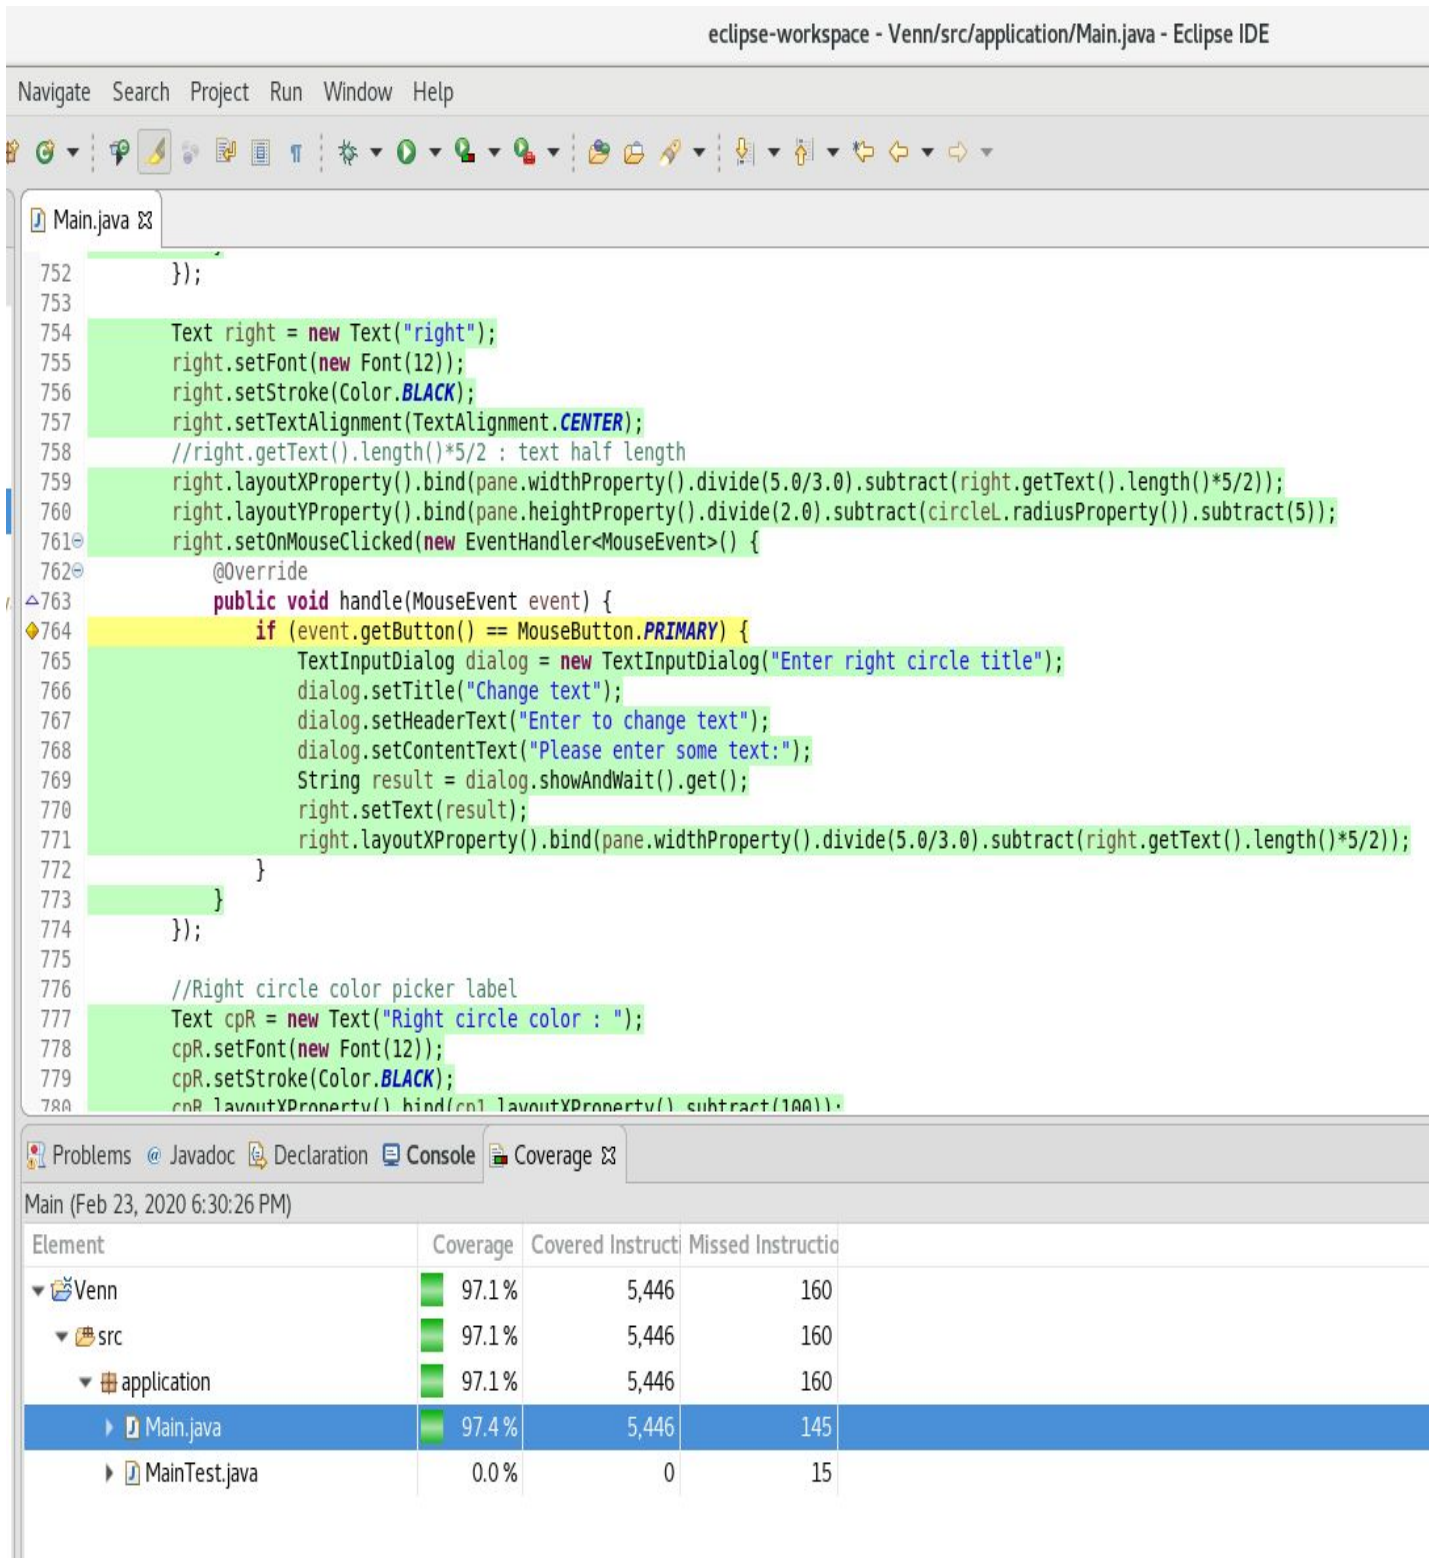 eclipse-workspace - Venn/src/application/Main.java - Eclipse IDE
Navigate Search Project Run Window Help
Main.java
752 });
753
754 Text right = new Text("right");
755 right.setFont(new Font(12));
756 right.setStroke(Color.BLACK);
757 right.setTextAlignment(TextAlignment.CENTER);
758 //right.getText().length()*5/2 : text half length
759 right.layoutXProperty().bind(pane.widthProperty().divide(5.0/3.0).subtract(right.getText().length()*5/2));
760 right.layoutYProperty().bind(pane.heightProperty().divide(2.0).subtract(circleL.radiusProperty()).subtract(5));
761 right.setOnMouseClicked(new EventHandler<MouseEvent>() {
762 @Override
763 public void handle(MouseEvent event) {
764 if (event.getButton() == MouseButton.PRIMARY) {
765 TextInputDialog dialog = new TextInputDialog("Enter right circle title");
766 dialog.setTitle("Change text");
767 dialog.setHeaderText("Enter to change text");
768 dialog.setContentText("Please enter some text:");
769 String result = dialog.showAndWait().get();
770 right.setText(result);
771 right.layoutXProperty().bind(pane.widthProperty().divide(5.0/3.0).subtract(right.getText().length()*5/2));
772 }
773 }
774 });
775
776 //Right circle color picker label
777 Text cpR = new Text("Right circle color : ");
778 cpR.setFont(new Font(12));
779 cpR.setStroke(Color.BLACK);
780 cpR.layoutXProperty().bind(cp1.layoutXProperty().subtract(100));
Problems @ Javadoc Declaration Console Coverage
Main (Feb 23, 2020 6:30:26 PM)
Element Coverage Covered Instructi Missed Instructio
Venn 97.1 % 5,446 160
src 97.1 % 5,446 160
application 97.1 % 5,446 160
Main.java 97.4 % 5,446 145
MainTest.java 0.0 % 0 15